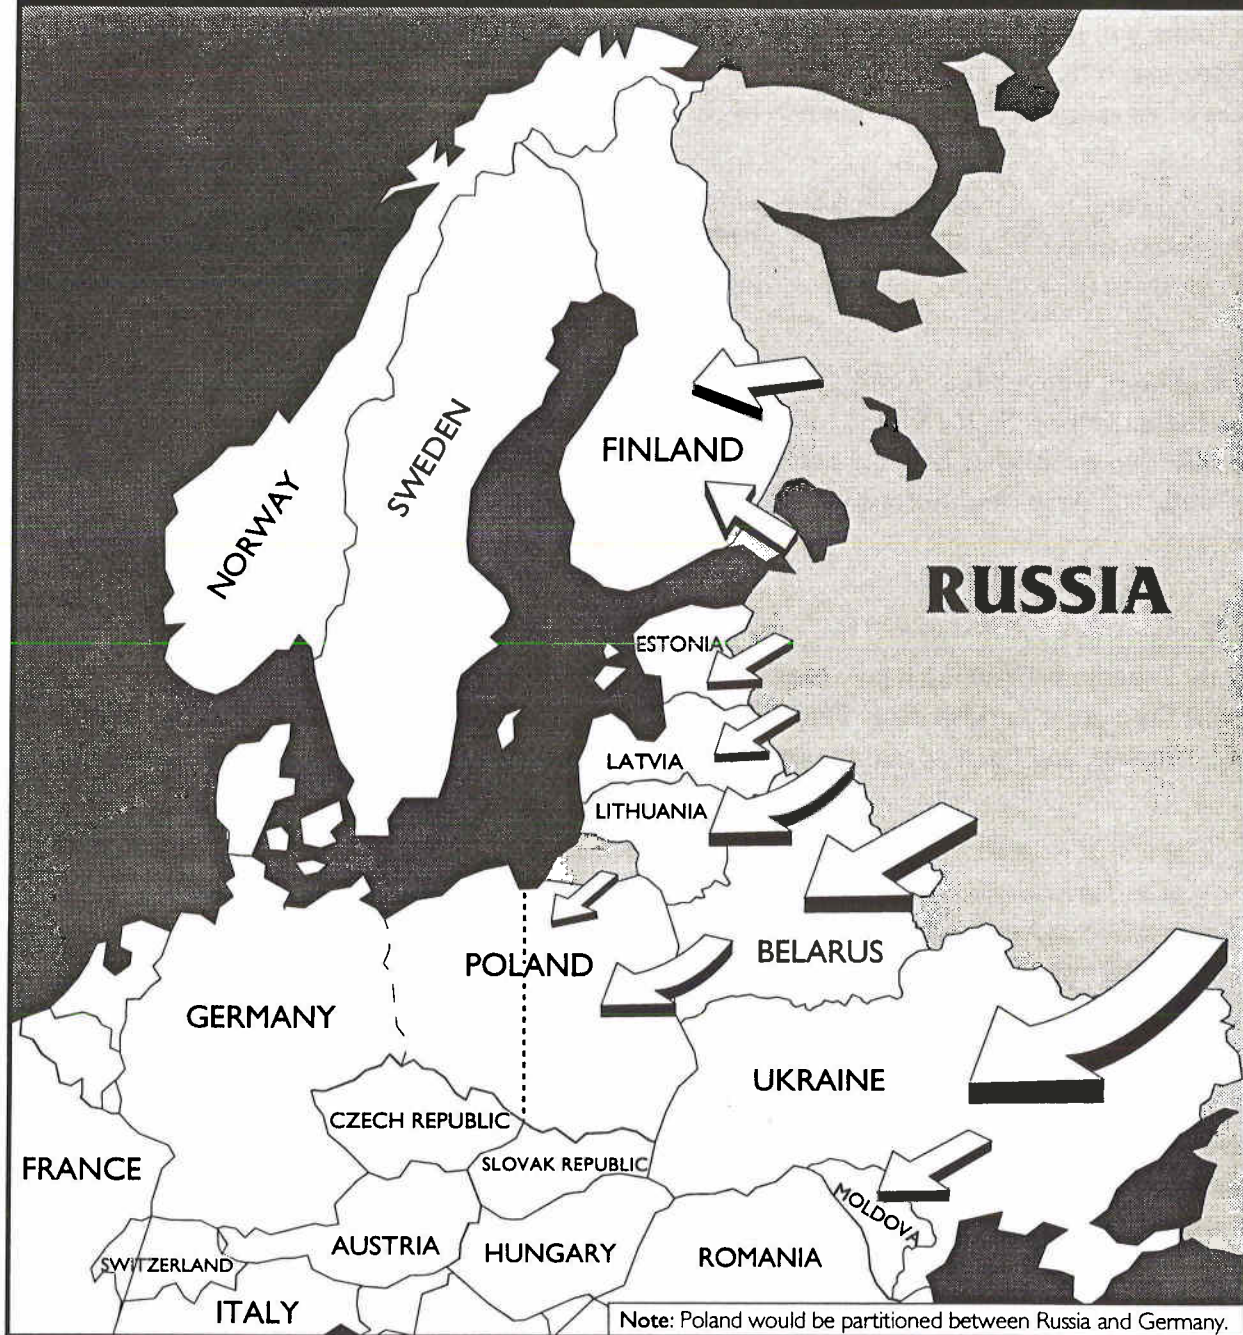 NORWAY
SWEDEN
FINLAND
RUSSIA
ESTONIA
LATVIA
LITHUANIA
BELARUS
POLAND
GERMANY
UKRAINE
CZECH REPUBLIC
SLOVAK REPUBLIC
FRANCE
MOLDOVA
SWITZERLAND
AUSTRIA
HUNGARY
ROMANIA
ITALY
Note: Poland would be partitioned between Russia and Germany.